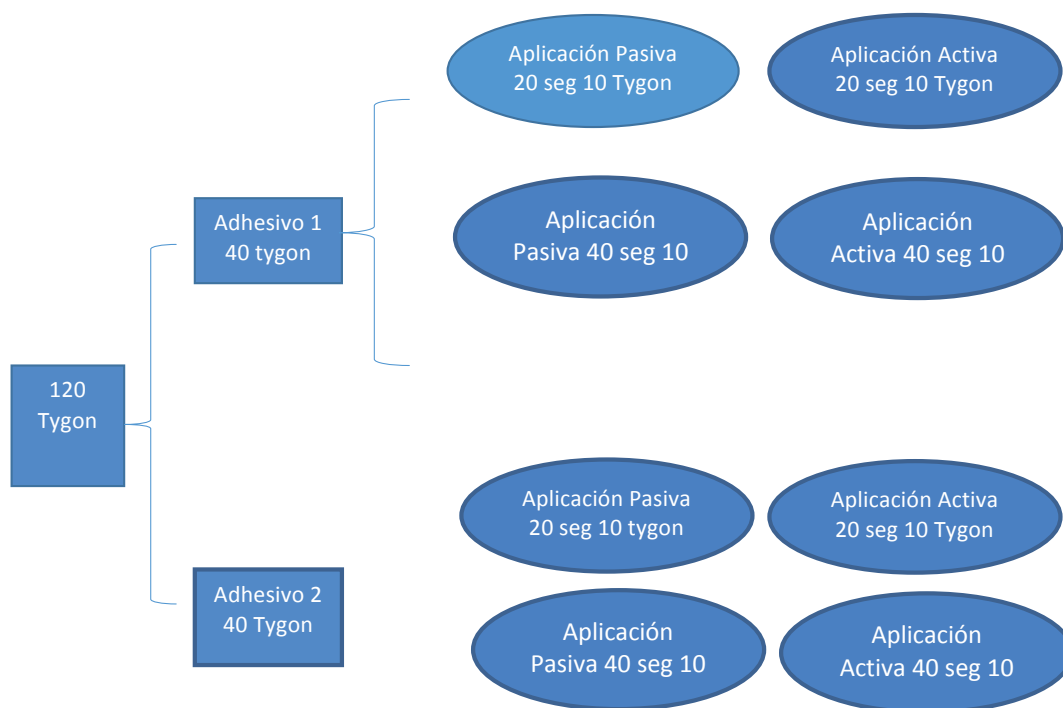 120
Tygon
Adhesivo 1
40 tygon
Aplicación Pasiva
20 seg 10 Tygon
Aplicación Activa
20 seg 10 Tygon
Aplicación
Pasiva 40 seg 10
Aplicación
Activa 40 seg 10
Adhesivo 2
40 Tygon
Aplicación Pasiva
20 seg 10 tygon
Aplicación Activa
20 seg 10 Tygon
Aplicación
Pasiva 40 seg 10
Aplicación
Activa 40 seg 10